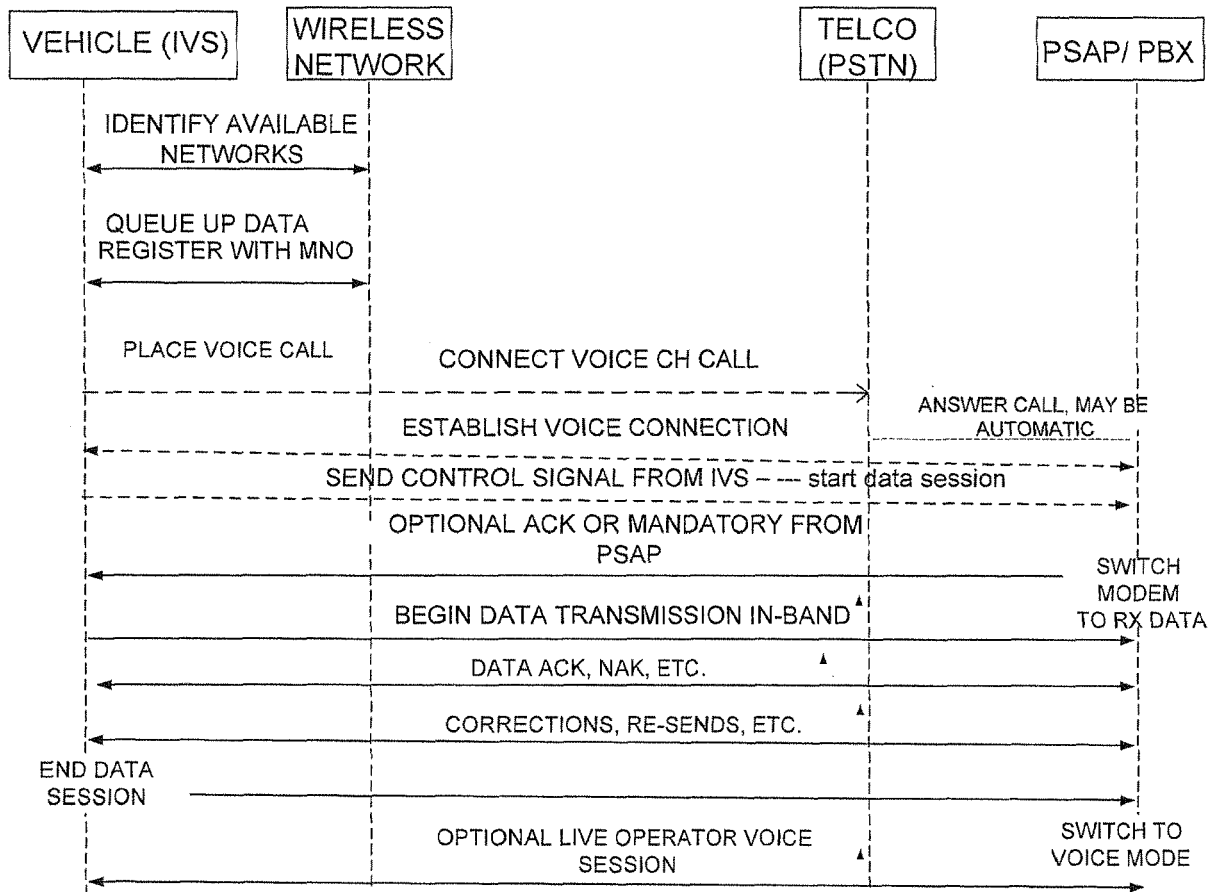 VEHICLE (IVS)
WIRELESS
NETWORK
TELCO
(PSTN)
PSAP/ PBX
IDENTIFY AVAILABLE
NETWORKS
QUEUE UP DATA
REGISTER WITH MNO
PLACE VOICE CALL
CONNECT VOICE CH CALL
ANSWER CALL, MAY BE
AUTOMATIC
ESTABLISH VOICE CONNECTION
SEND CONTROL SIGNAL FROM IVS – --- start data session
OPTIONAL ACK OR MANDATORY FROM
PSAP
SWITCH
MODEM
TO RX DATA
BEGIN DATA TRANSMISSION IN-BAND
DATA ACK, NAK, ETC.
CORRECTIONS, RE-SENDS, ETC.
END DATA
SESSION
OPTIONAL LIVE OPERATOR VOICE
SESSION
SWITCH TO
VOICE MODE